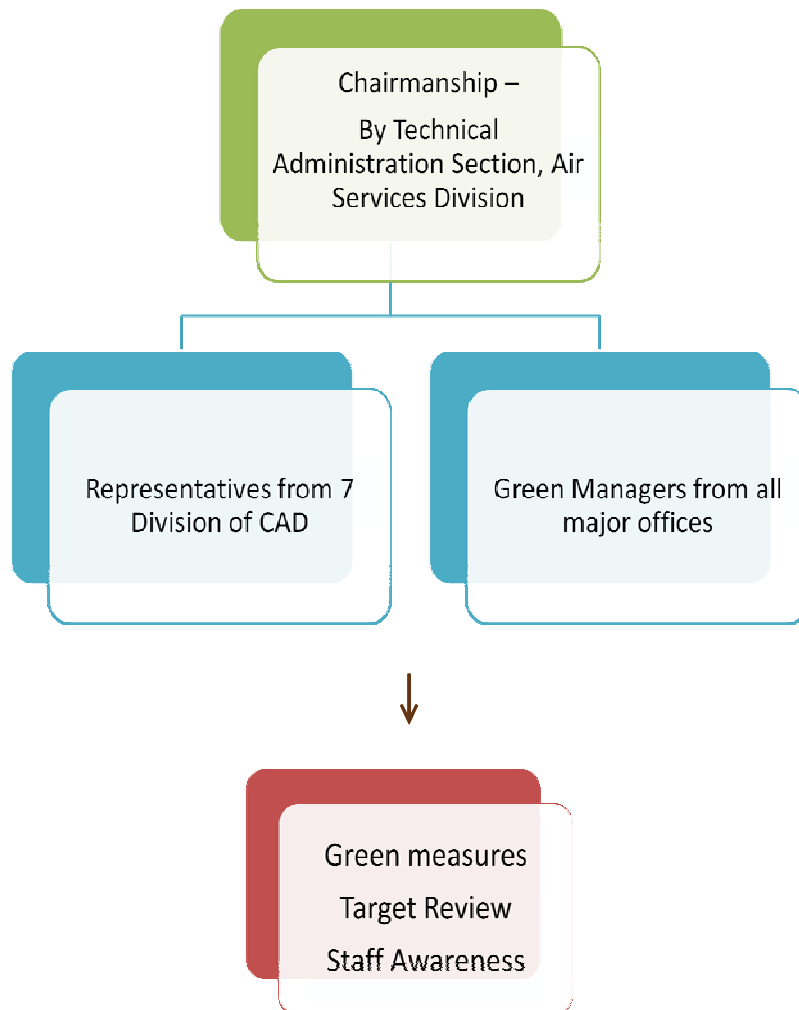 Chairmanship –
By Technical
Administration Section, Air
Services Division
Representatives from 7
Division of CAD
Green Managers from all
major offices
Green measures
Target Review
Staff Awareness